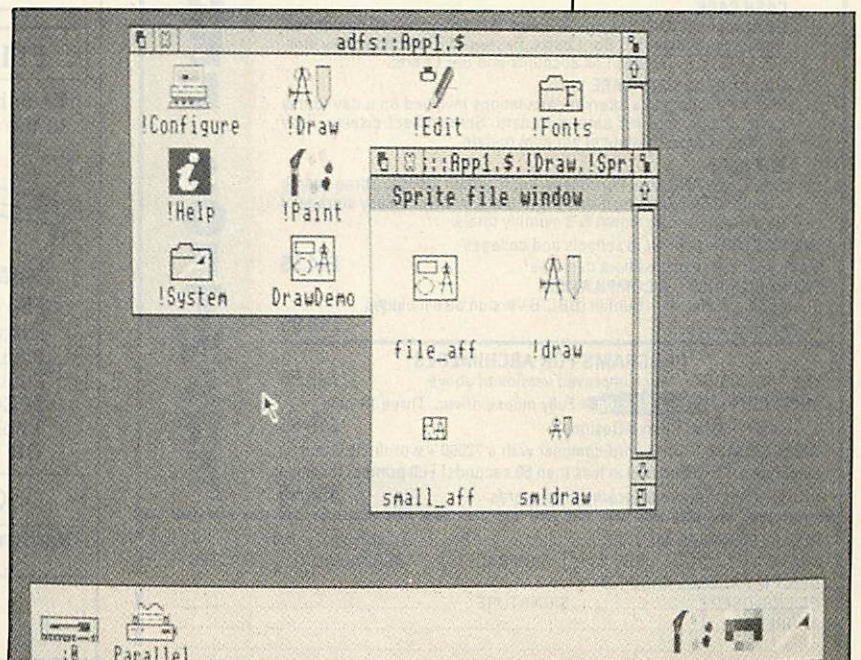 adfs::App1.$
!Configure !Draw !Edit !Fonts
!Help !Paint
!System DrawDemo
::App1.$.!Draw.!Spri
Sprite file window
file_aff !draw
small_aff sm!draw
Parallel